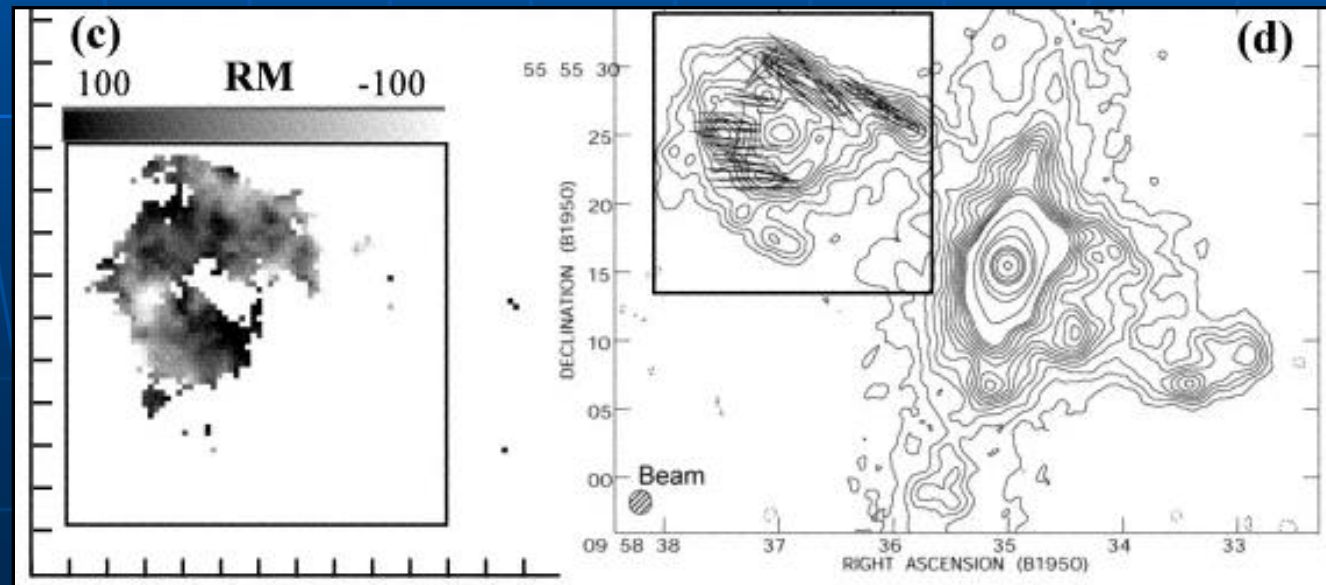 (c)
100 RM -100
(d)
55 55 30
25
20
15
10
05
00
DECLINATION (B1950)
Beam
09 58 38 37 36 35 34 33
RIGHT ASCENSION (B1950)